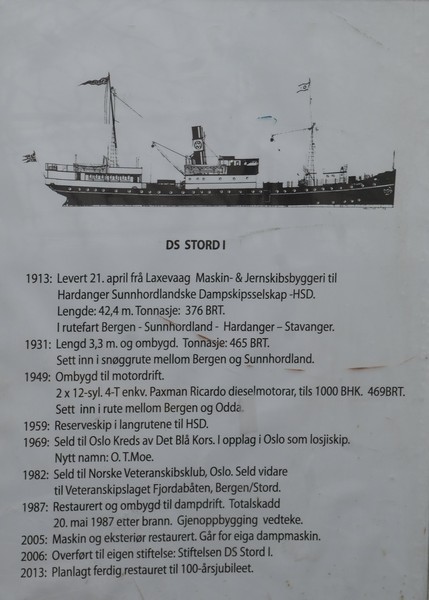 DS STORD I
1913: Levert 21. april frå Laxevaag Maskin- & Jernskibsbyggeri til
Hardanger Sunnhordlandske Dampskipsselskap -HSD.
Lengde: 42,4 m. Tonnasje: 376 BRT.
I rutefart Bergen - Sunnhordland - Hardanger – Stavanger.
1931: Lengd 3,3 m. og ombygd. Tonnasje: 465 BRT.
Sett inn i snøggrute mellom Bergen og Sunnhordland.
1949: Ombygd til motordrift.
2 x 12-syl. 4-T enkv. Paxman Ricardo dieselmotorar, tils 1000 BHK. 469BRT.
Sett inn i rute mellom Bergen og Odda.
1959: Reserveskip i langrutene til HSD.
1969: Seld til Oslo Kreds av Det Blå Kors. I opplag i Oslo som losjiskip.
Nytt namn: O. T.Moe.
1982: Seld til Norske Veteranskibsklub, Oslo. Seld vidare
til Veteranskipslaget Fjordabåten, Bergen/Stord.
1987: Restaurert og ombygd til dampdrift. Totalskadd
20. mai 1987 etter brann. Gjenoppbygging vedteke.
2005: Maskin og eksteriør restaurert. Går for eiga dampmaskin.
2006: Overført til eigen stiftelse: Stiftelsen DS Stord I.
2013: Planlagt ferdig restauret til 100-årsjubileet.